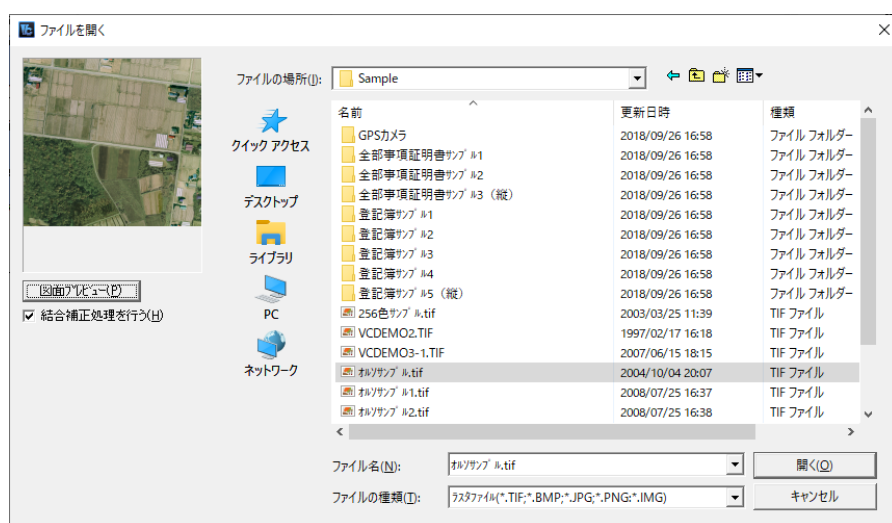 ファイルを開く
ファイルの場所(I): Sample
名前 更新日時 種類
GPSカメラ 2018/09/26 16:58 ファイル フォルダー
全部事項証明書ｻﾝﾌﾟﾙ1 2018/09/26 16:58 ファイル フォルダー
全部事項証明書ｻﾝﾌﾟﾙ2 2018/09/26 16:58 ファイル フォルダー
全部事項証明書ｻﾝﾌﾟﾙ3（縦） 2018/09/26 16:58 ファイル フォルダー
登記簿ｻﾝﾌﾟﾙ1 2018/09/26 16:58 ファイル フォルダー
登記簿ｻﾝﾌﾟﾙ2 2018/09/26 16:58 ファイル フォルダー
登記簿ｻﾝﾌﾟﾙ3 2018/09/26 16:58 ファイル フォルダー
登記簿ｻﾝﾌﾟﾙ4 2018/09/26 16:58 ファイル フォルダー
登記簿ｻﾝﾌﾟﾙ5（縦） 2018/09/26 16:58 ファイル フォルダー
256色ｻﾝﾌﾟﾙ.tif 2003/03/25 11:39 TIF ファイル
VCDEMO2.TIF 1997/02/17 16:18 TIF ファイル
VCDEMO3-1.TIF 2007/06/15 18:15 TIF ファイル
ｵﾙｿｻﾝﾌﾟﾙ.tif 2004/10/04 20:07 TIF ファイル
ｵﾙｿｻﾝﾌﾟﾙ1.tif 2008/07/25 16:37 TIF ファイル
ｵﾙｿｻﾝﾌﾟﾙ2.tif 2008/07/25 16:38 TIF ファイル
クイック アクセス
デスクトップ
ライブラリ
PC
ネットワーク
図面ﾌﾟﾚﾋﾞｭｰ(P)
結合補正処理を行う(H)
ファイル名(N): ｵﾙｿｻﾝﾌﾟﾙ.tif 開く(O)
ファイルの種類(T): ﾗｽﾀﾌｧｲﾙ(*.TIF;*.BMP;*.JPG;*.PNG:*.IMG) キャンセル